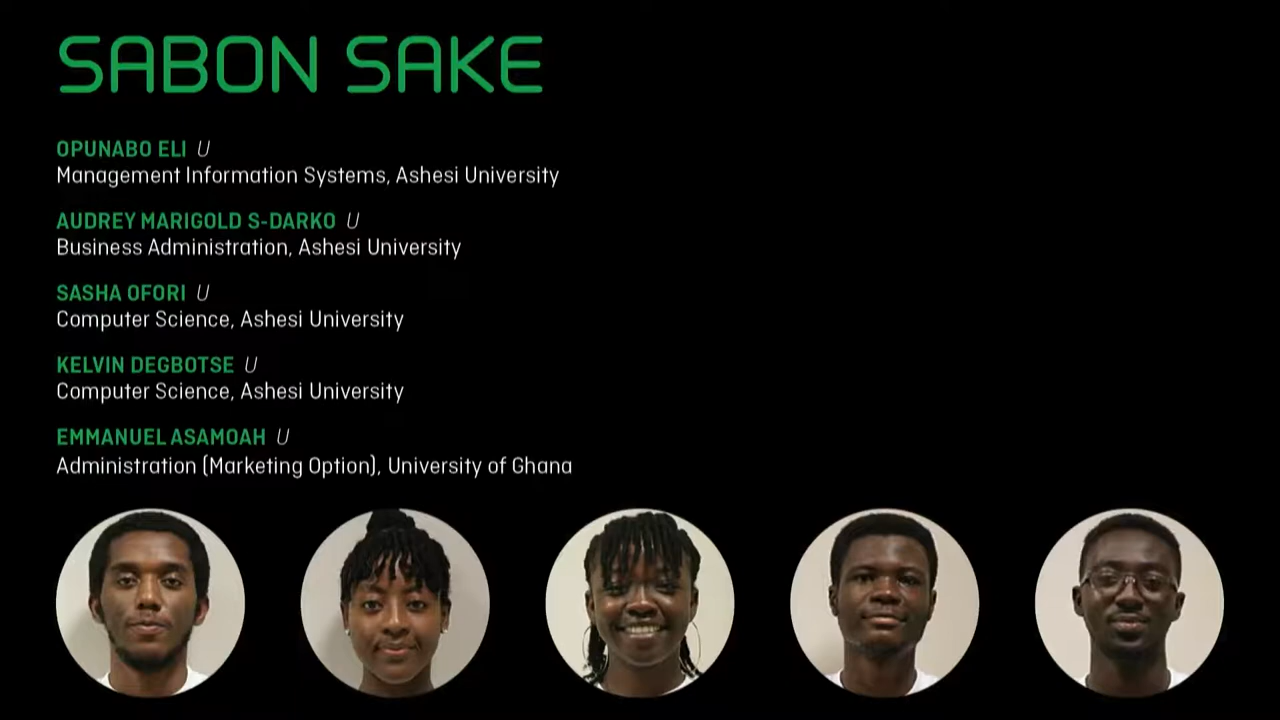 SABON SAKE
OPUNABO ELI U
Management Information Systems, Ashesi University
AUDREY MARIGOLD S-DARKO U
Business Administration, Ashesi University
SASHA OFORI U
Computer Science, Ashesi University
KELVIN DEGBOTSE U
Computer Science, Ashesi University
EMMANUEL ASAMOAH U
Administration (Marketing Option), University of Ghana